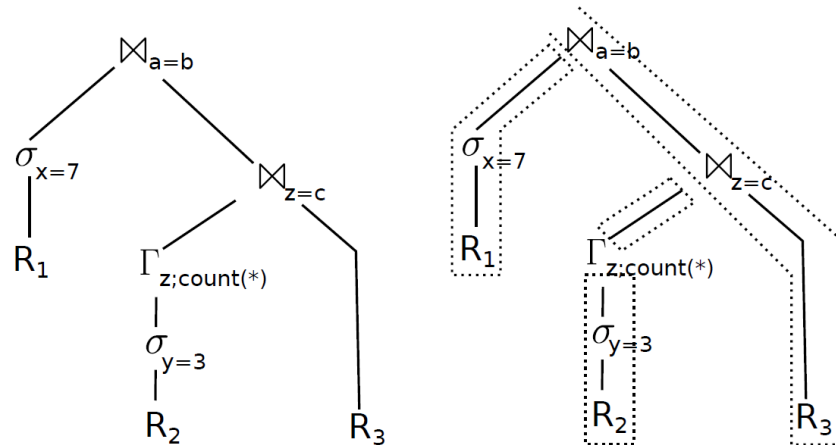 ⋈a=b
σx=7
⋈z=c
R1
Γz;count(*)
σy=3
R2
R3
⋈a=b
σx=7
⋈z=c
R1
Γz;count(*)
σy=3
R2
R3